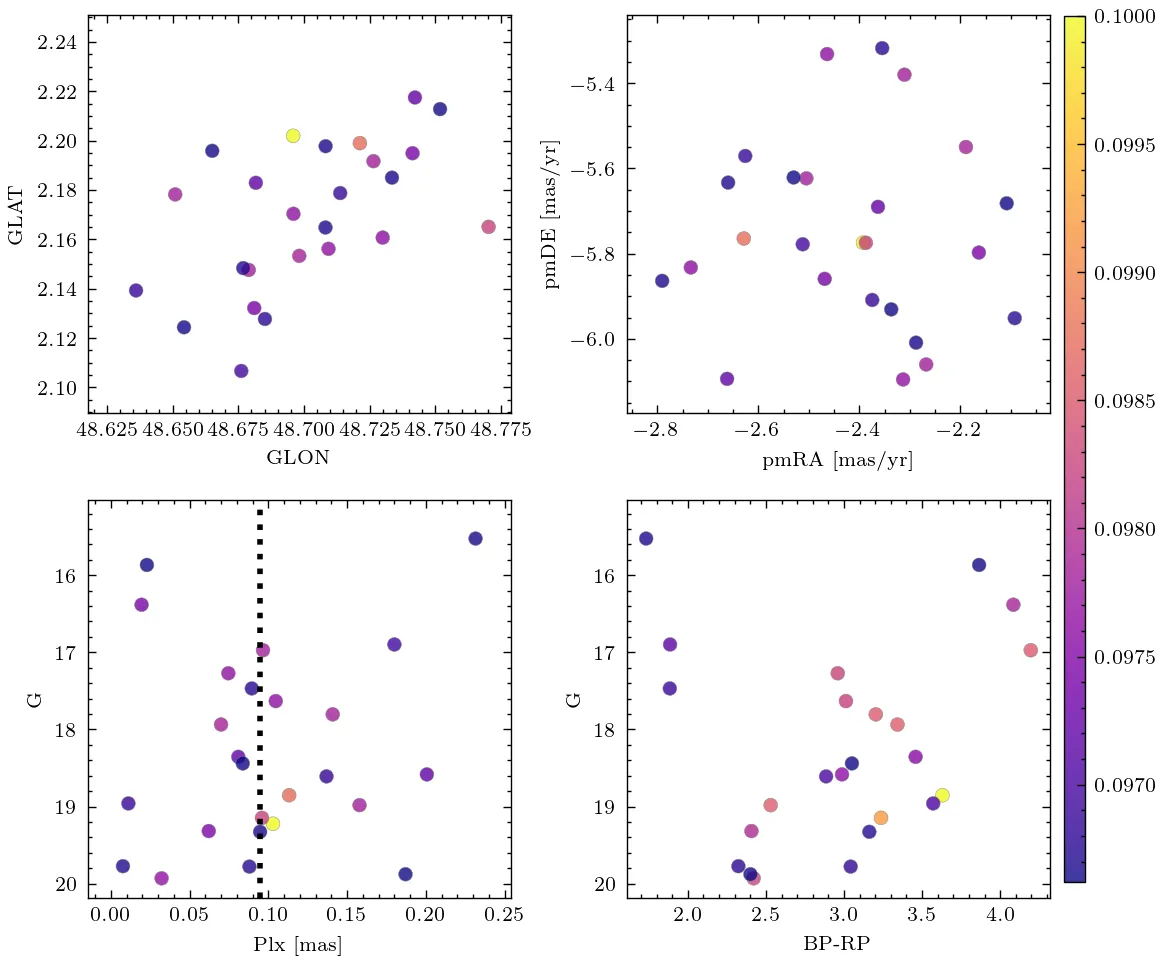 2.24
2.22
2.20
2.18
2.16
2.14
2.12
2.10
GLAT
48.625 48.650 48.675 48.700 48.725 48.750 48.775
GLON
−5.4
−5.6
−5.8
−6.0
pmDE [mas/yr]
−2.8 −2.6 −2.4 −2.2
pmRA [mas/yr]
0.1000
0.0995
0.0990
0.0985
0.0980
0.0975
0.0970
16
17
18
19
20
G
0.00 0.05 0.10 0.15 0.20 0.25
Plx [mas]
16
17
18
19
20
G
2.0 2.5 3.0 3.5 4.0
BP-RP